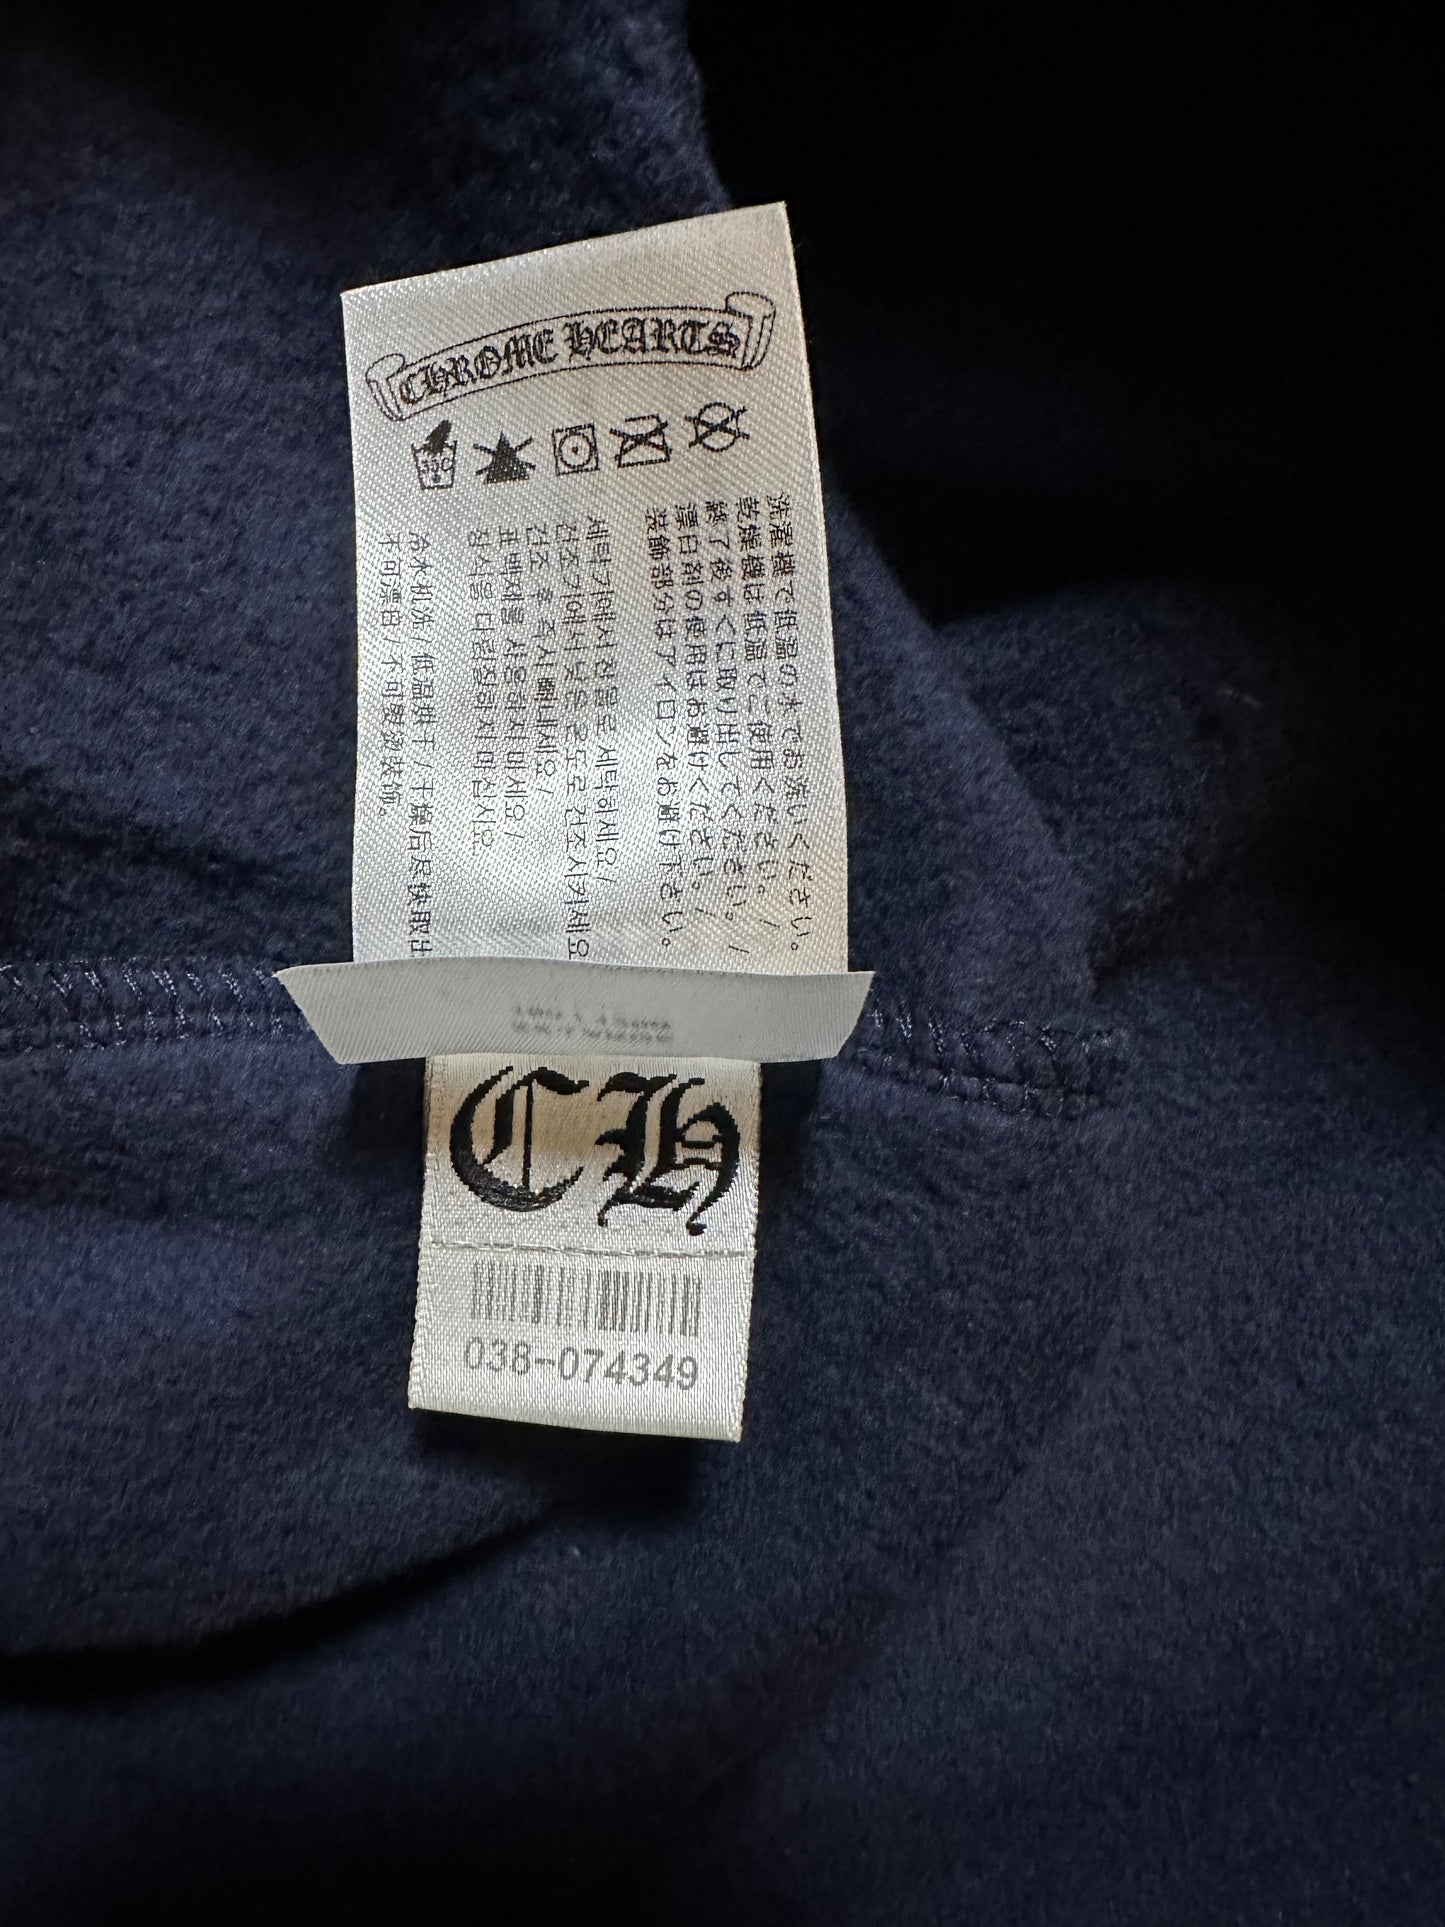 CHROME HEARTS
洗濯機で低温の水でお洗いください。
乾燥機は低温でご使用ください。/
終了後すぐに取り出してください。/
漂白剤の使用はお避けください。/
装飾部分はアイロンをお避け下さい。
세탁기에서 찬물로 세탁하세요/
건조기에서 낮은 온도로 건조시키세요
건조 후 즉시 빼내세요/
표백제를 사용하지 마세요/
장식을 다림질하지 마십시오
冷水机洗/低温烘干/干燥后尽快取出
不可漂白/不可熨烫装饰。
CH
038-074349